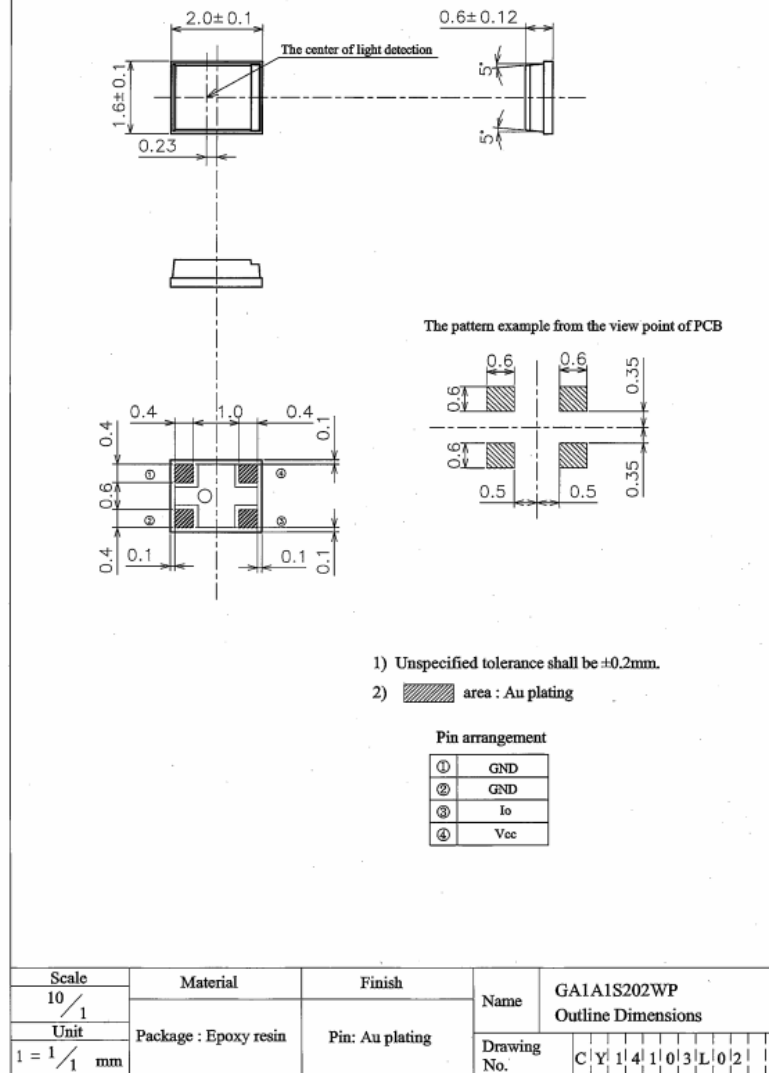 2.0± 0.1
0.6± 0.12
The center of light detection
5°
1.6± 0.1
5°
0.23
The pattern example from the view point of PCB
0.6
0.6
0.35
0.6
0.4
1.0
0.4
0.1
0.4
①
④
0.6
0.6
②
③
0.35
0.5
0.5
0.4
0.1
0.1
0.1
1) Unspecified tolerance shall be ±0.2mm.
2) area : Au plating
Pin arrangement
① GND
② GND
③ Io
④ Vcc
Scale
10/1
Material
Finish
Name
GA1A1S202WP
Outline Dimensions
Unit
1 = 1/1 mm
Package : Epoxy resin
Pin: Au plating
Drawing
No.
CY14103L02